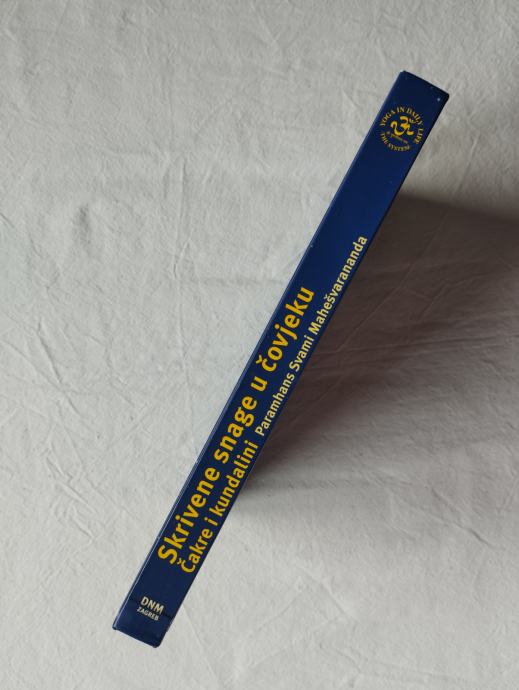 Skrivene snage u čovjeku
Čakre i kundalini
Paramhans Svami Mahešvarananda
DNM
ZAGREB
YOGA IN DAILY LIFE
THE SYSTEM
ॐ